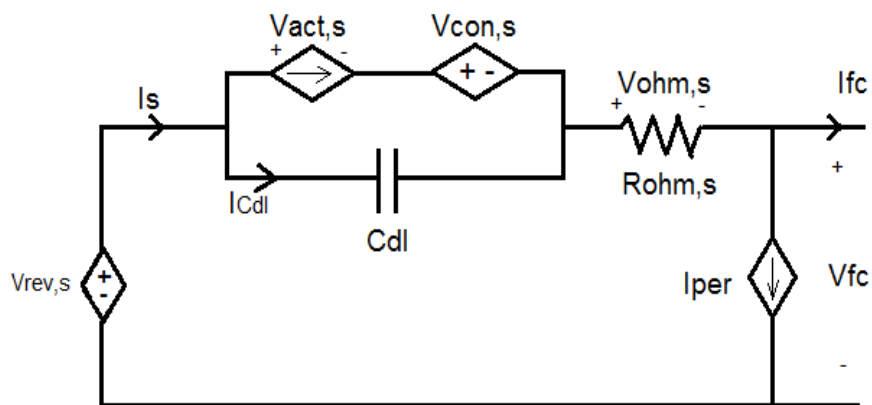 Vact,s
Vcon,s
+ -
+ -
Is
Vohm,s
+ -
Ifc
ICdl
Cdl
Rohm,s
+
Vrev,s
+
-
Iper
Vfc
-